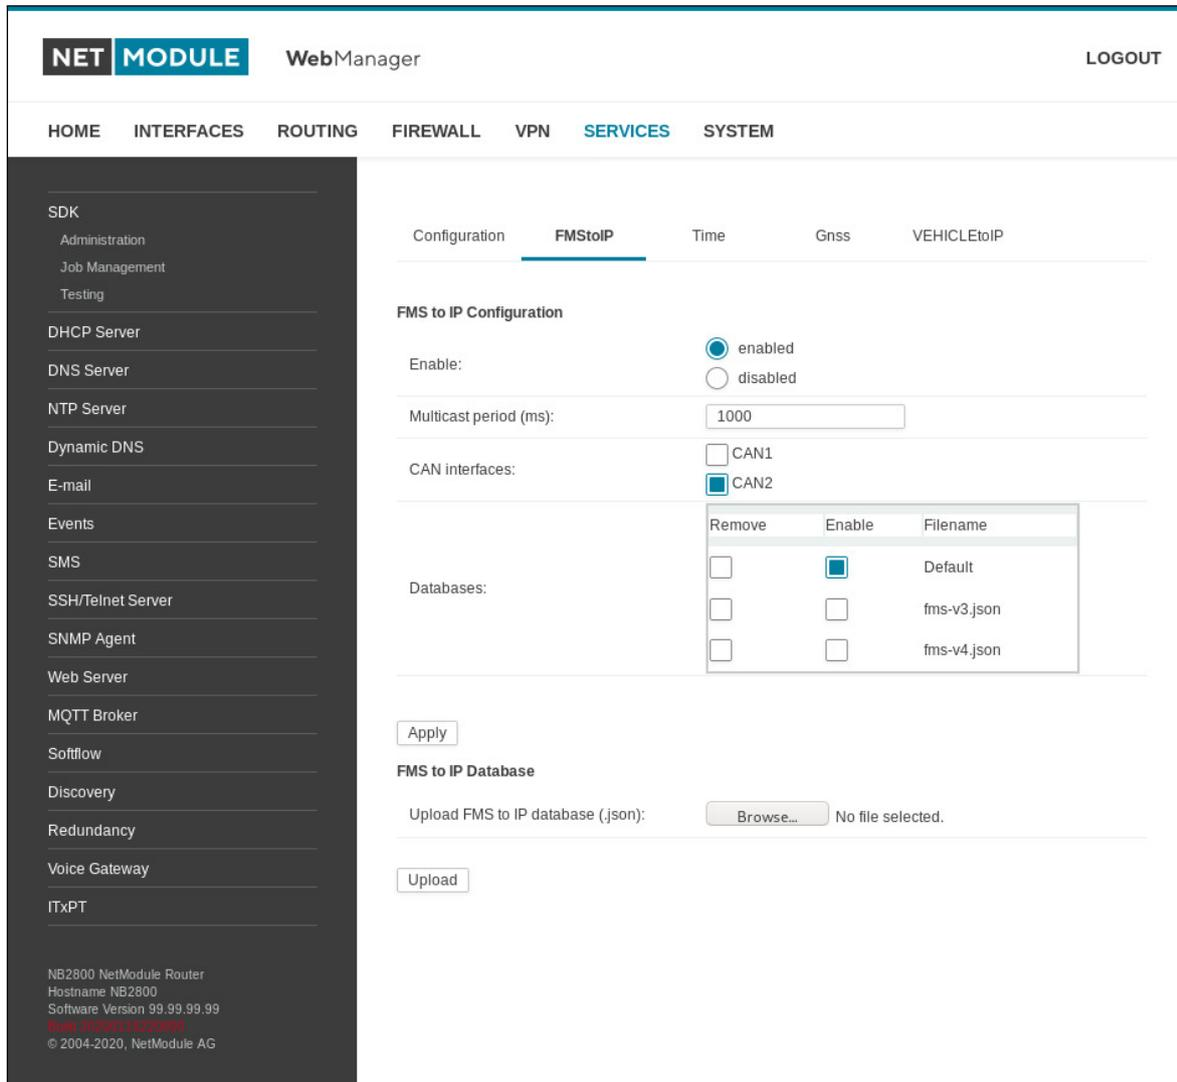 NET MODULE WebManager LOGOUT
HOME INTERFACES ROUTING FIREWALL VPN SERVICES SYSTEM
SDK
Administration
Job Management
Testing
DHCP Server
DNS Server
NTP Server
Dynamic DNS
E-mail
Events
SMS
SSH/Telnet Server
SNMP Agent
Web Server
MQTT Broker
Softflow
Discovery
Redundancy
Voice Gateway
ITxPT
NB2800 NetModule Router
Hostname NB2800
Software Version 99.99.99.99
© 2004-2020, NetModule AG
Configuration FMStoIP Time Gnss VEHICLEtoIP
FMS to IP Configuration
Enable:
enabled
disabled
Multicast period (ms): 1000
CAN interfaces:
CAN1
CAN2
Databases:
Remove Enable Filename
Default
fms-v3.json
fms-v4.json
Apply
FMS to IP Database
Upload FMS to IP database (.json): Browse... No file selected.
Upload